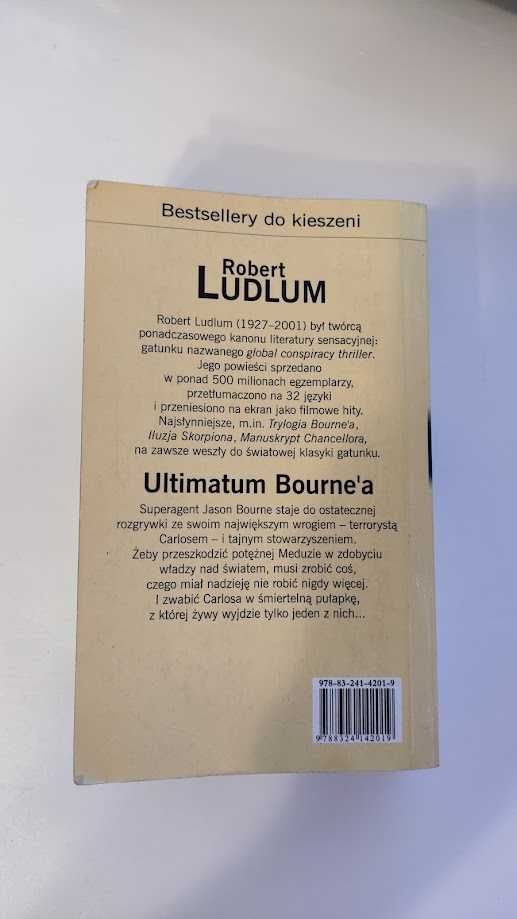 Bestsellery do kieszeni
Robert
LUDLUM
Robert Ludlum (1927–2001) był twórcą
ponadczasowego kanonu literatury sensacyjnej:
gatunku nazwanego global conspiracy thriller.
Jego powieści sprzedano
w ponad 500 milionach egzemplarzy,
przetłumaczono na 32 języki
i przeniesiono na ekran jako filmowe hity.
Najsłynniejsze, m.in. Trylogia Bourne'a,
Iluzja Skorpiona, Manuskrypt Chancellora,
na zawsze weszły do światowej klasyki gatunku.
Ultimatum Bourne'a
Superagent Jason Bourne staje do ostatecznej
rozgrywki ze swoim największym wrogiem – terrorystą
Carlosem – i tajnym stowarzyszeniem.
Żeby przeszkodzić potężnej Meduzie w zdobyciu
władzy nad światem, musi zrobić coś,
czego miał nadzieję nie robić nigdy więcej.
I zwabić Carlosa w śmiertelną pułapkę,
z której żywy wyjdzie tylko jeden z nich...
978-83-241-4201-9
9 788324 142019